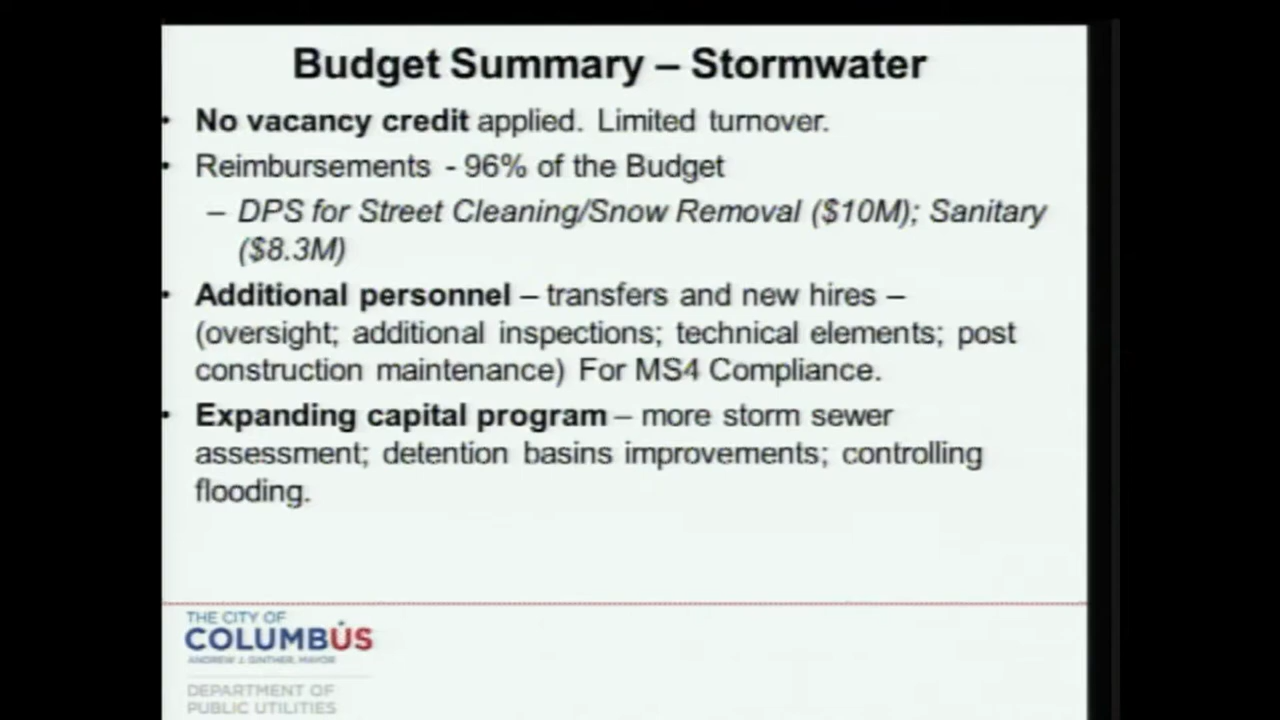 Budget Summary – Stormwater
• No vacancy credit applied. Limited turnover.
• Reimbursements - 96% of the Budget
– DPS for Street Cleaning/Snow Removal ($10M); Sanitary
($8.3M)
• Additional personnel – transfers and new hires –
(oversight; additional inspections; technical elements; post
construction maintenance) For MS4 Compliance.
• Expanding capital program – more storm sewer
assessment; detention basins improvements; controlling
flooding.
THE CITY OF
COLUMBUS
ANDREW J. GINTHER, MAYOR
DEPARTMENT OF
PUBLIC UTILITIES